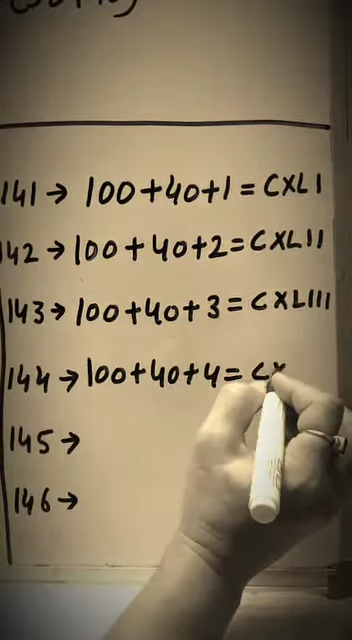 141 → 100+40+1 = CXLI
142 → 100+40+2 = CXLII
143 → 100+40+3 = CXLIII
144 → 100+40+4 = CX
145 →
146 →